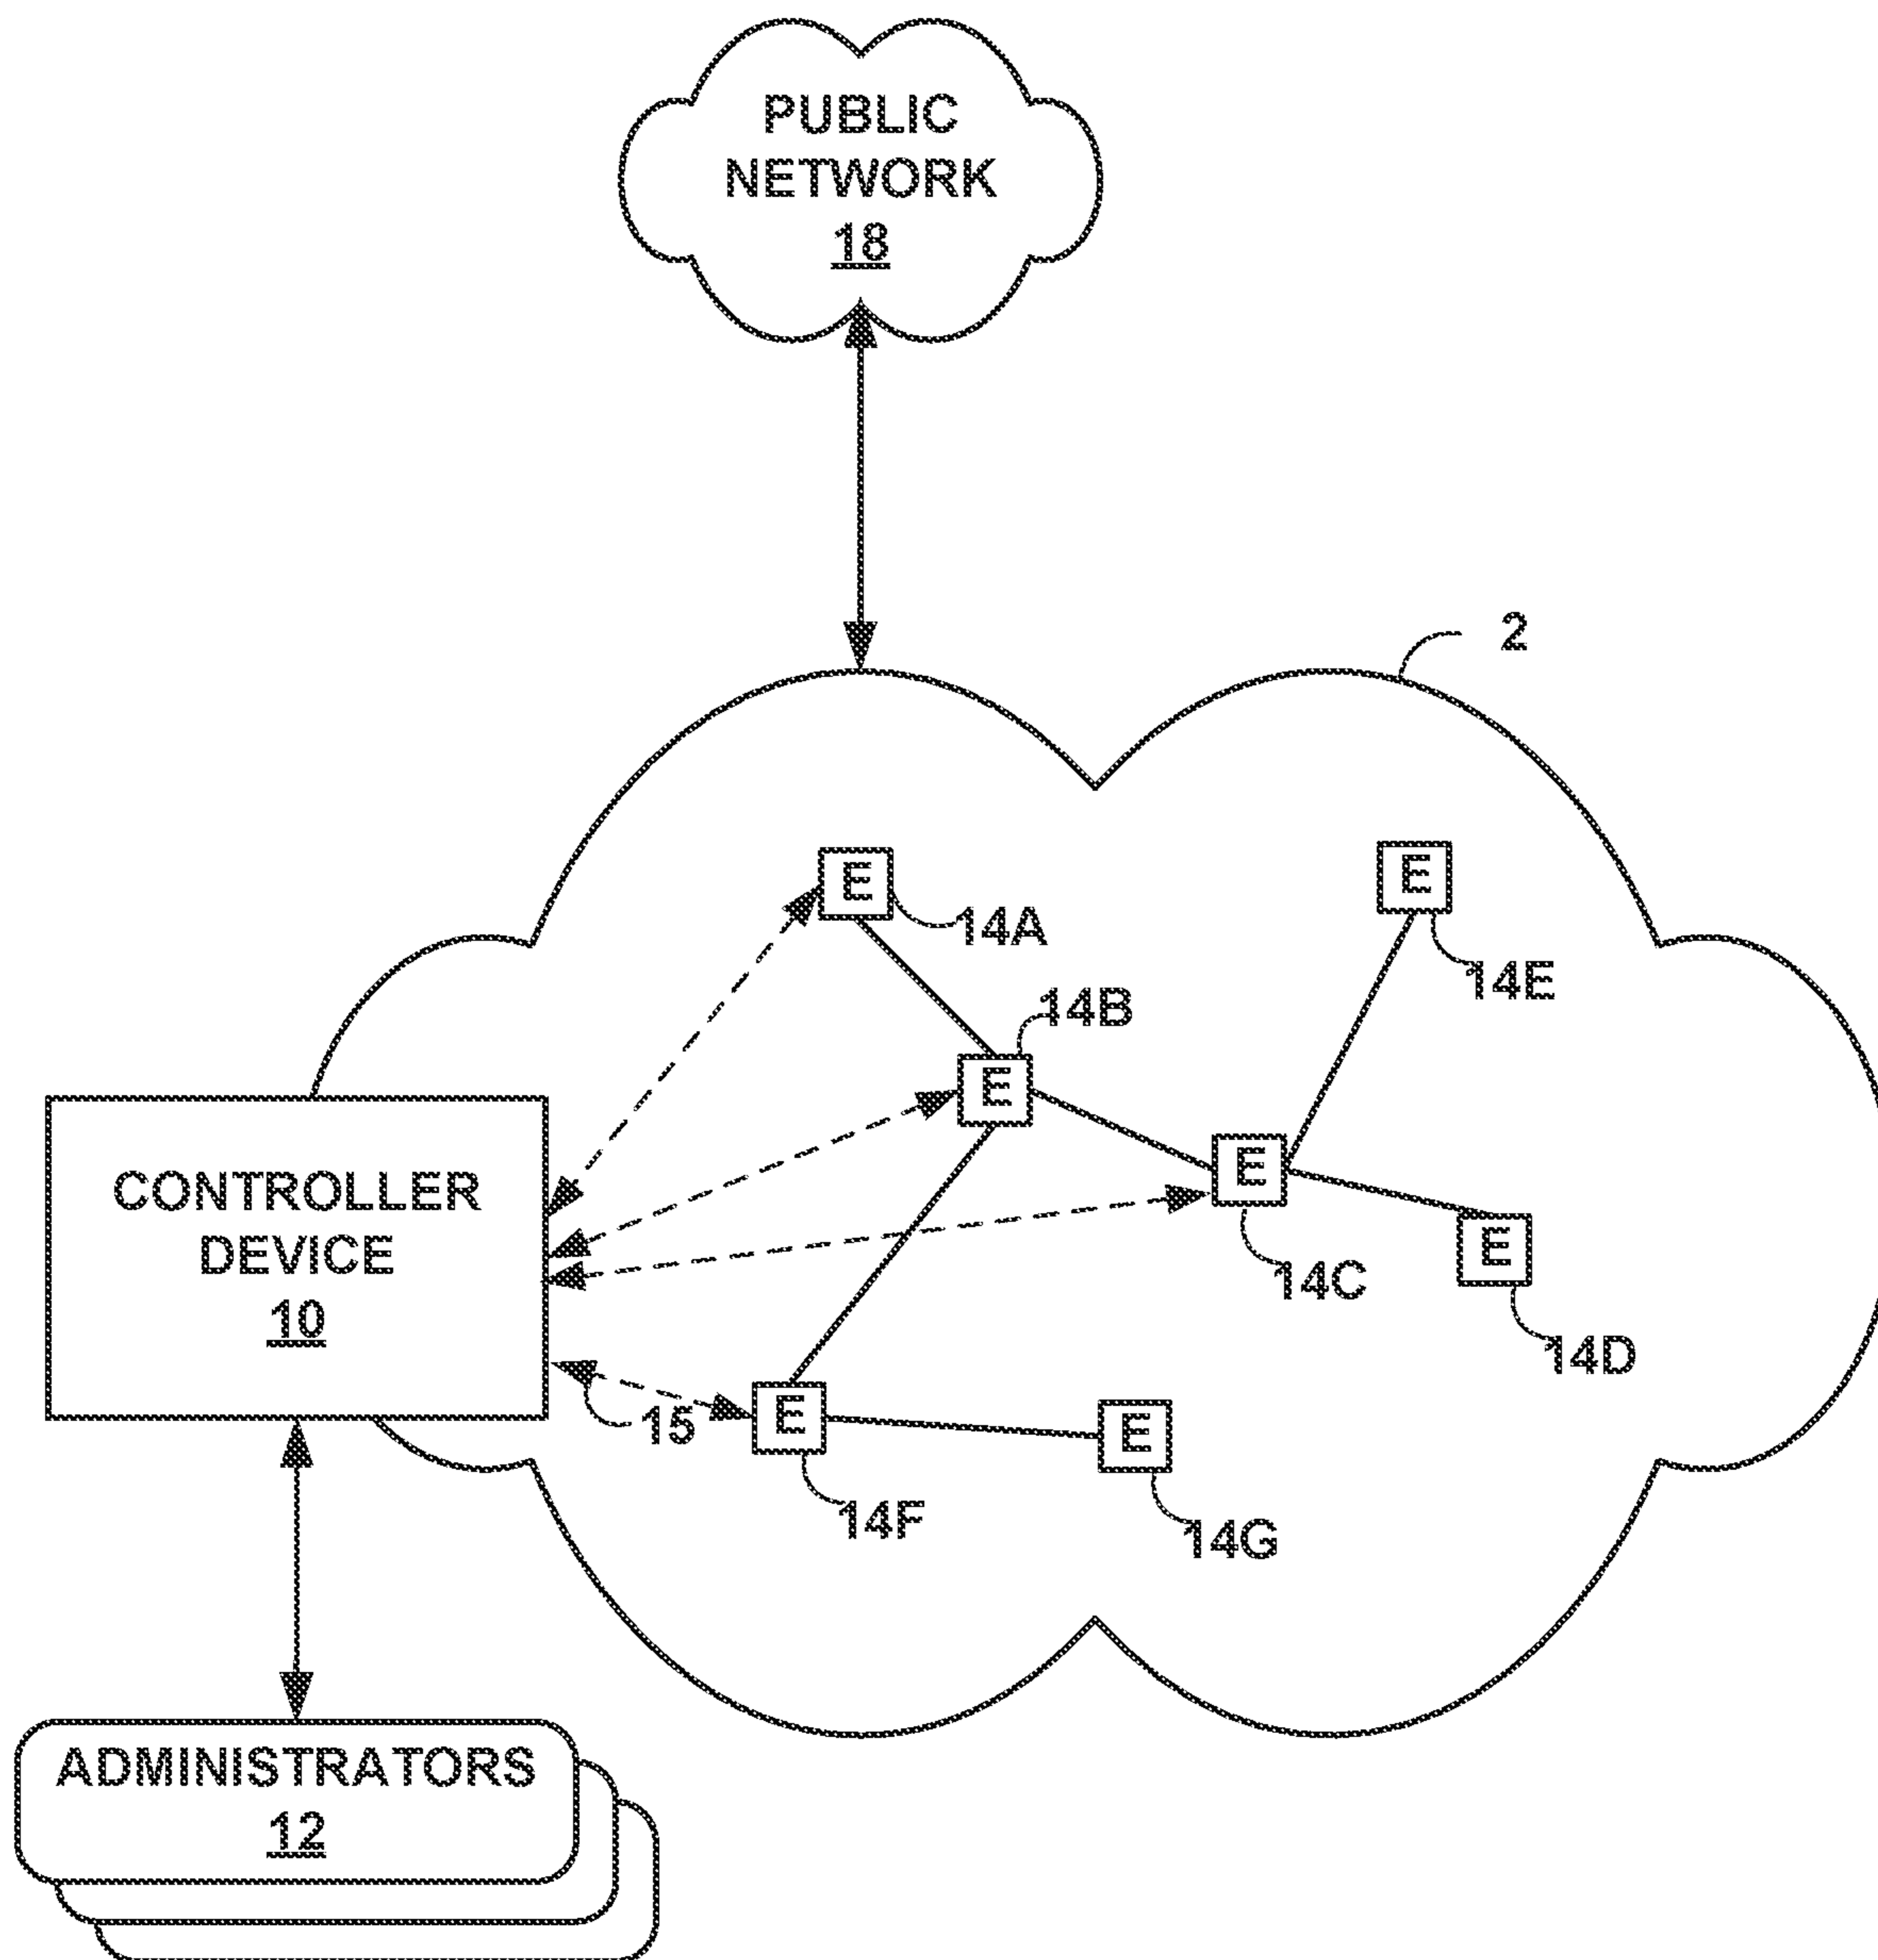 PUBLIC
NETWORK
18
2
E
14A
E
14E
14B
E
CONTROLLER
DEVICE
10
E
14C
E
14D
15
E
14F
E
14G
ADMINISTRATORS
12